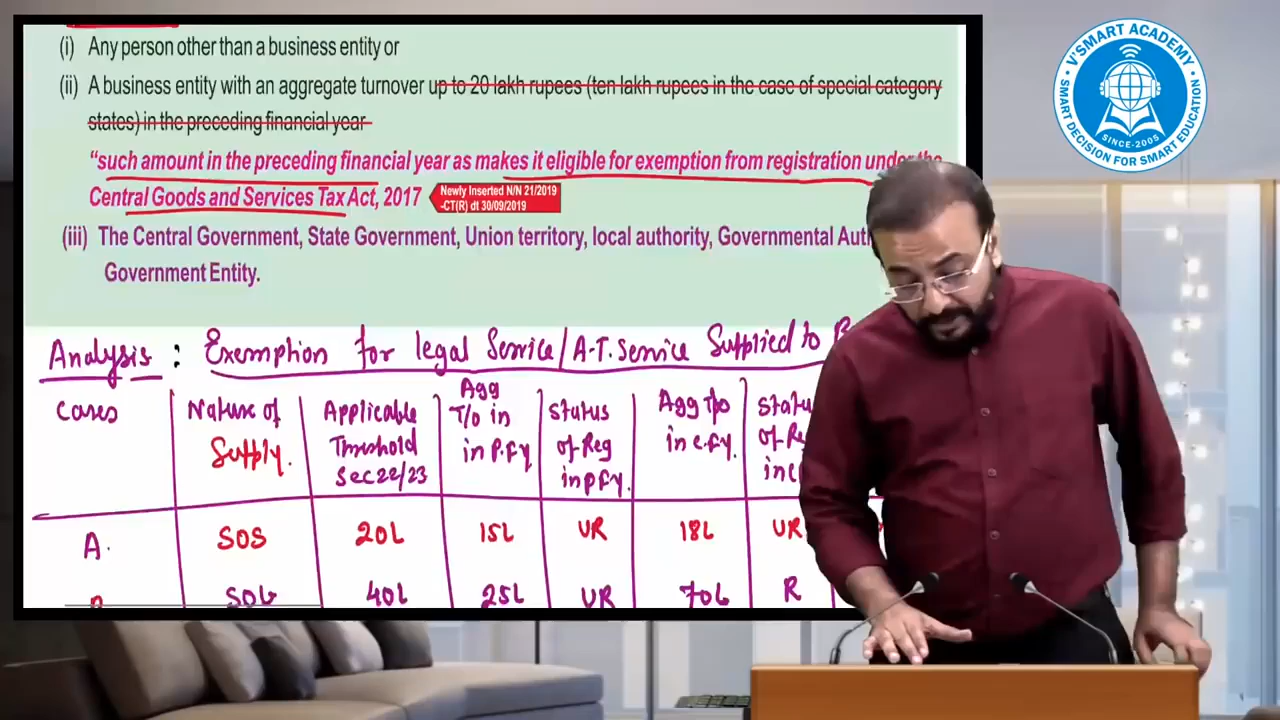 (i) Any person other than a business entity or
(ii) A business entity with an aggregate turnover up to 20 lakh rupees (ten lakh rupees in the case of special category
states) in the preceding financial year
“such amount in the preceding financial year as makes it eligible for exemption from registration under the
Central Goods and Services Tax Act, 2017
Newly Inserted N/N 21/2019
-CT(R) dt 30/09/2019
(iii) The Central Government, State Government, Union territory, local authority, Governmental
Government Entity.
Analysis : Exemption for legal Service/A.T.Service Supplied to
Cases
Nature of
Supply.
Applicable
Threshold
Sec 22/23
Agg
T/o in
in P.F.Y.
Status
of Reg
in P.F.Y.
Agg T/o
in C.F.Y.
A.
SOS
20L
15L
UR
18L
UR
SOG
40L
25L
UR
70L
R
V'SMART ACADEMY
SINCE-2005
SMART DECISION FOR SMART EDUCATION